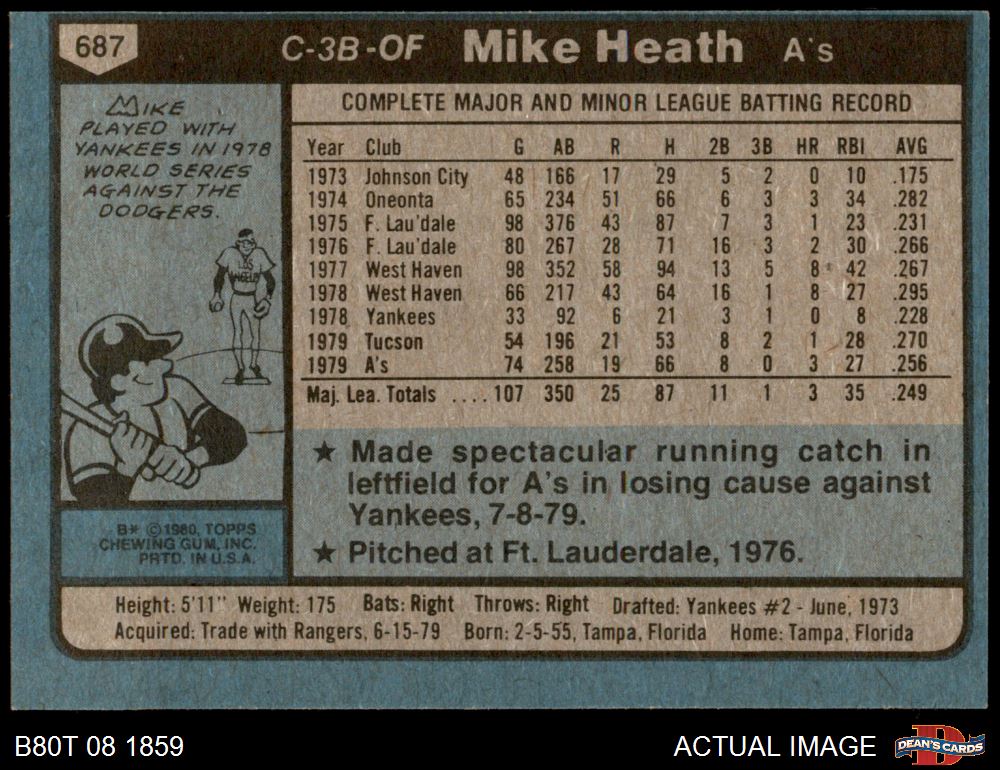 687 C-3B-OF Mike Heath A's
MIKE
PLAYED WITH
YANKEES IN 1978
WORLD SERIES
AGAINST THE
DODGERS.
LOS
ANGELES
B* ©1980, TOPPS
CHEWING GUM, INC.
PRTD. IN U.S.A.
COMPLETE MAJOR AND MINOR LEAGUE BATTING RECORD
Year Club G AB R H 2B 3B HR RBI AVG
1973 Johnson City 48 166 17 29 5 2 0 10 .175
1974 Oneonta 65 234 51 66 6 3 3 34 .282
1975 F. Lau'dale 98 376 43 87 7 3 1 23 .231
1976 F. Lau'dale 80 267 28 71 16 3 2 30 .266
1977 West Haven 98 352 58 94 13 5 8 42 .267
1978 West Haven 66 217 43 64 16 1 8 27 .295
1978 Yankees 33 92 6 21 3 1 0 8 .228
1979 Tucson 54 196 21 53 8 2 1 28 .270
1979 A's 74 258 19 66 8 0 3 27 .256
Maj. Lea. Totals .... 107 350 25 87 11 1 3 35 .249
★ Made spectacular running catch in
leftfield for A's in losing cause against
Yankees, 7-8-79.
★ Pitched at Ft. Lauderdale, 1976.
Height: 5'11" Weight: 175 Bats: Right Throws: Right Drafted: Yankees #2 - June, 1973
Acquired: Trade with Rangers, 6-15-79 Born: 2-5-55, Tampa, Florida Home: Tampa, Florida
B80T 08 1859 ACTUAL IMAGE D DEAN'S CARDS